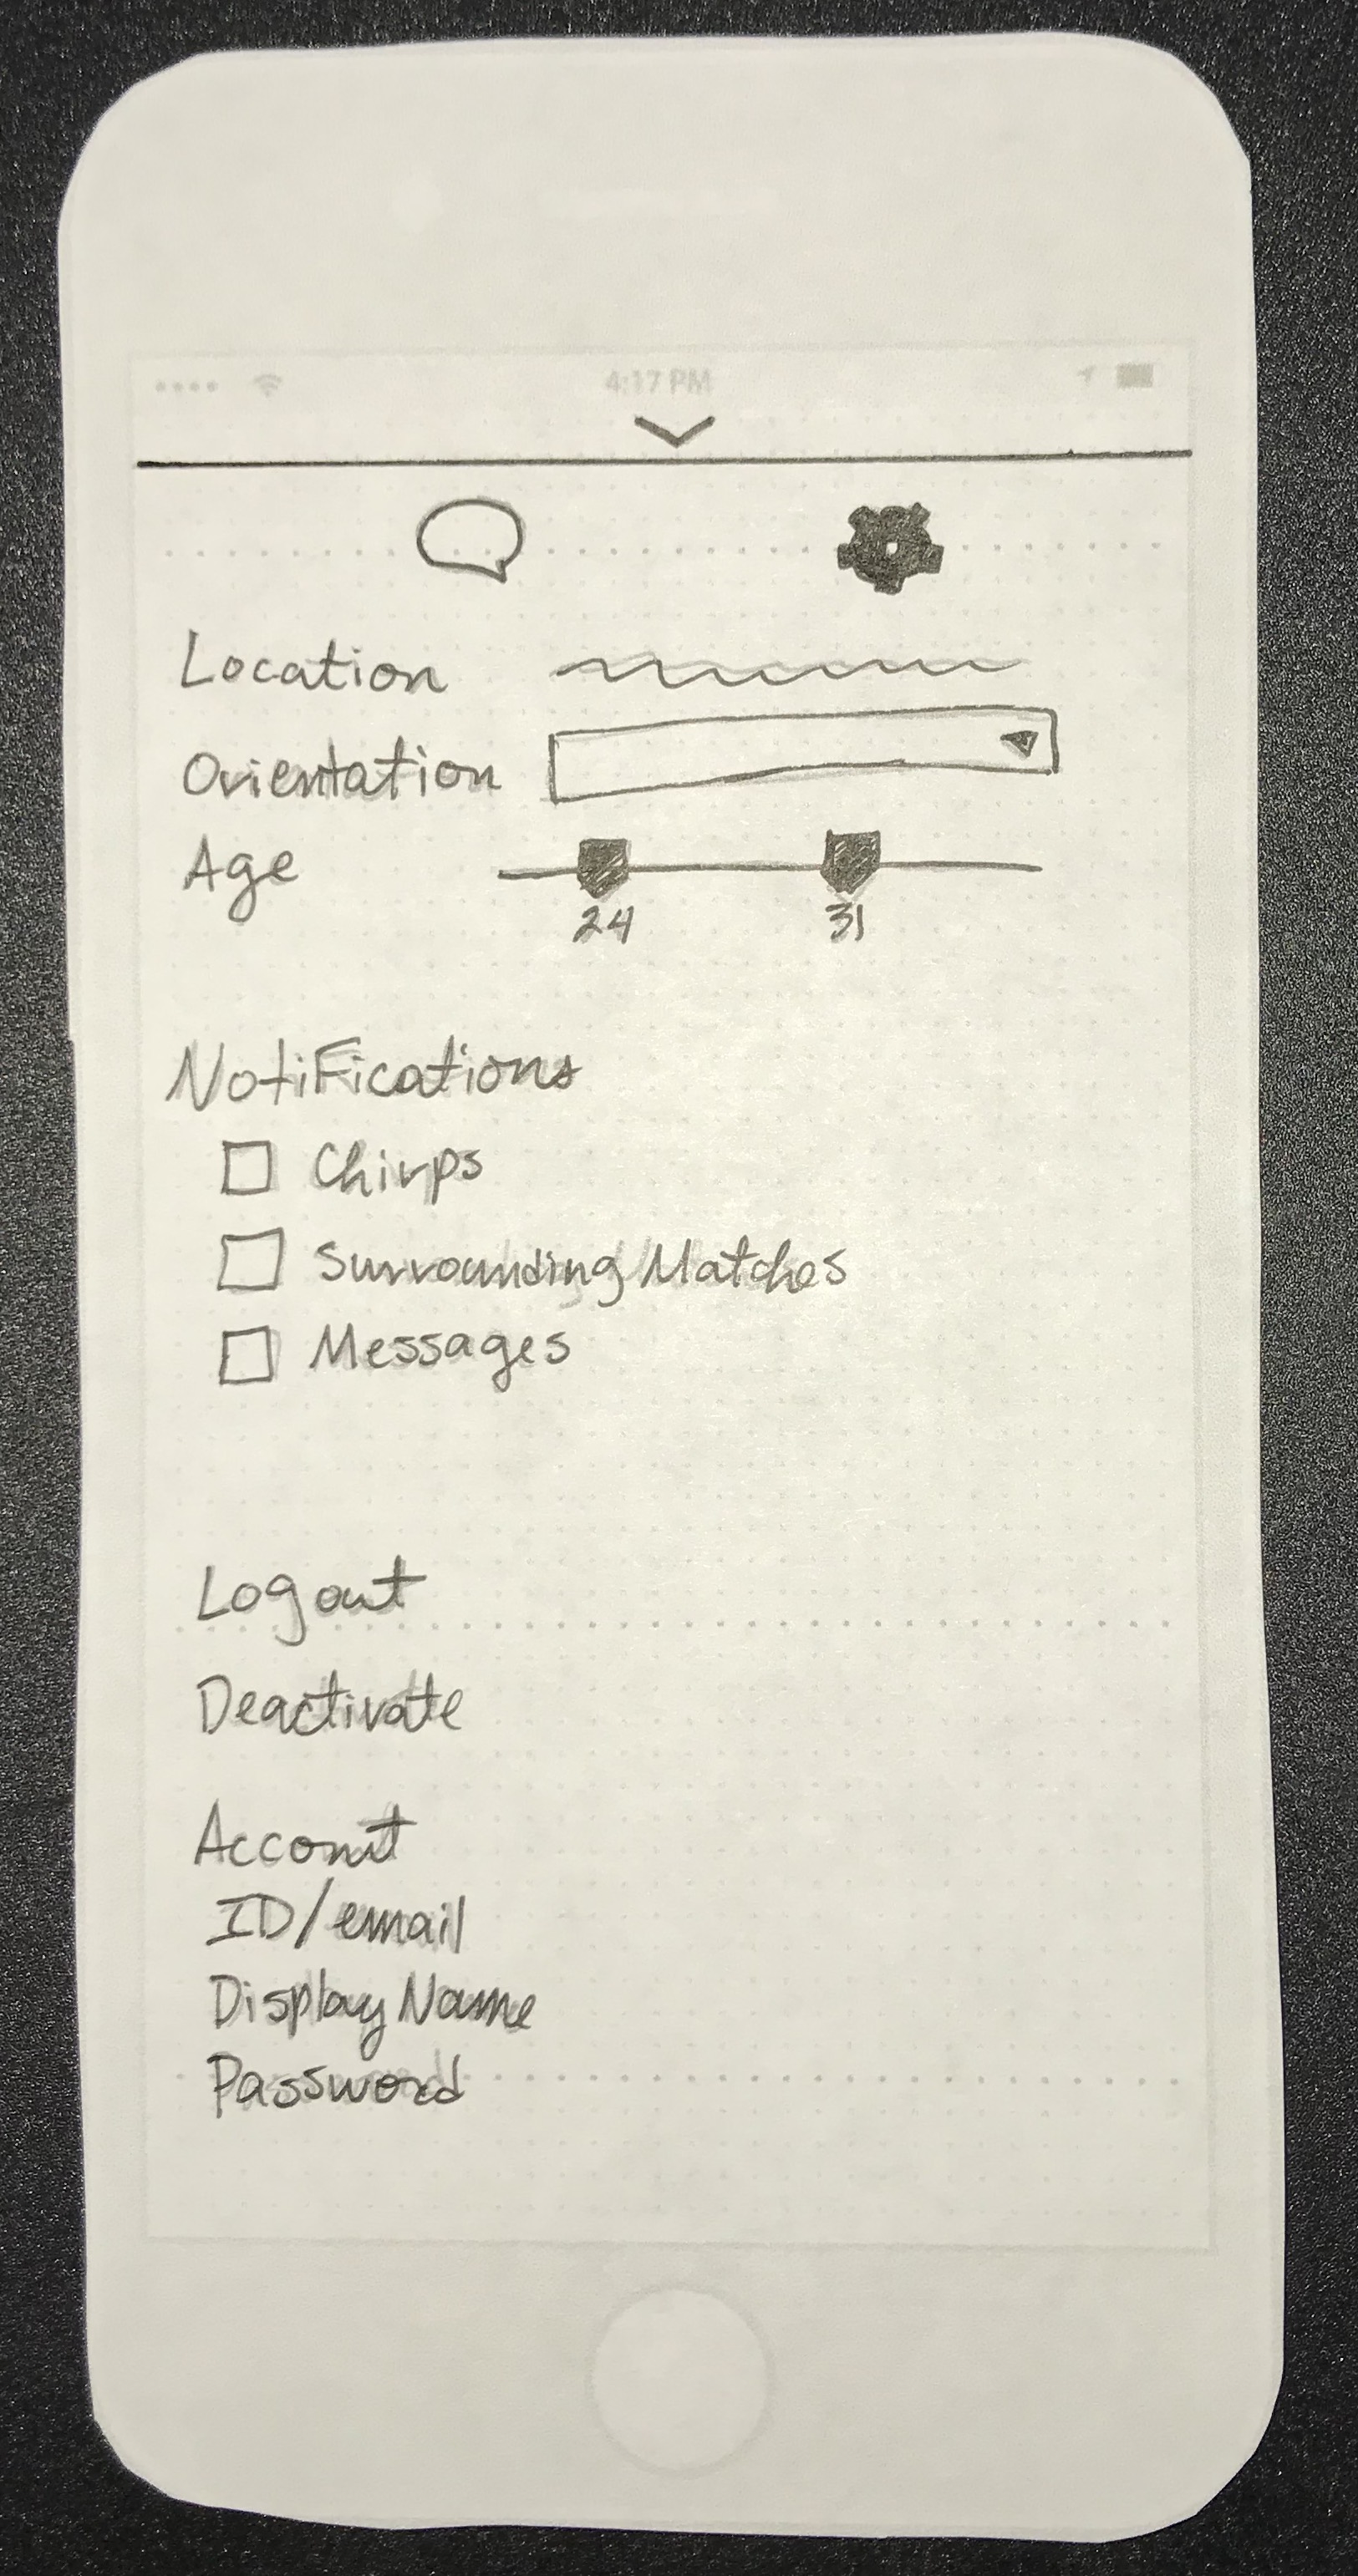 4:17 PM
Location
Orientation
Age
24 31
Notifications
Chirps
Surrounding Matches
Messages
Logout
Deactivate
Account
ID/email
Display Name
Password